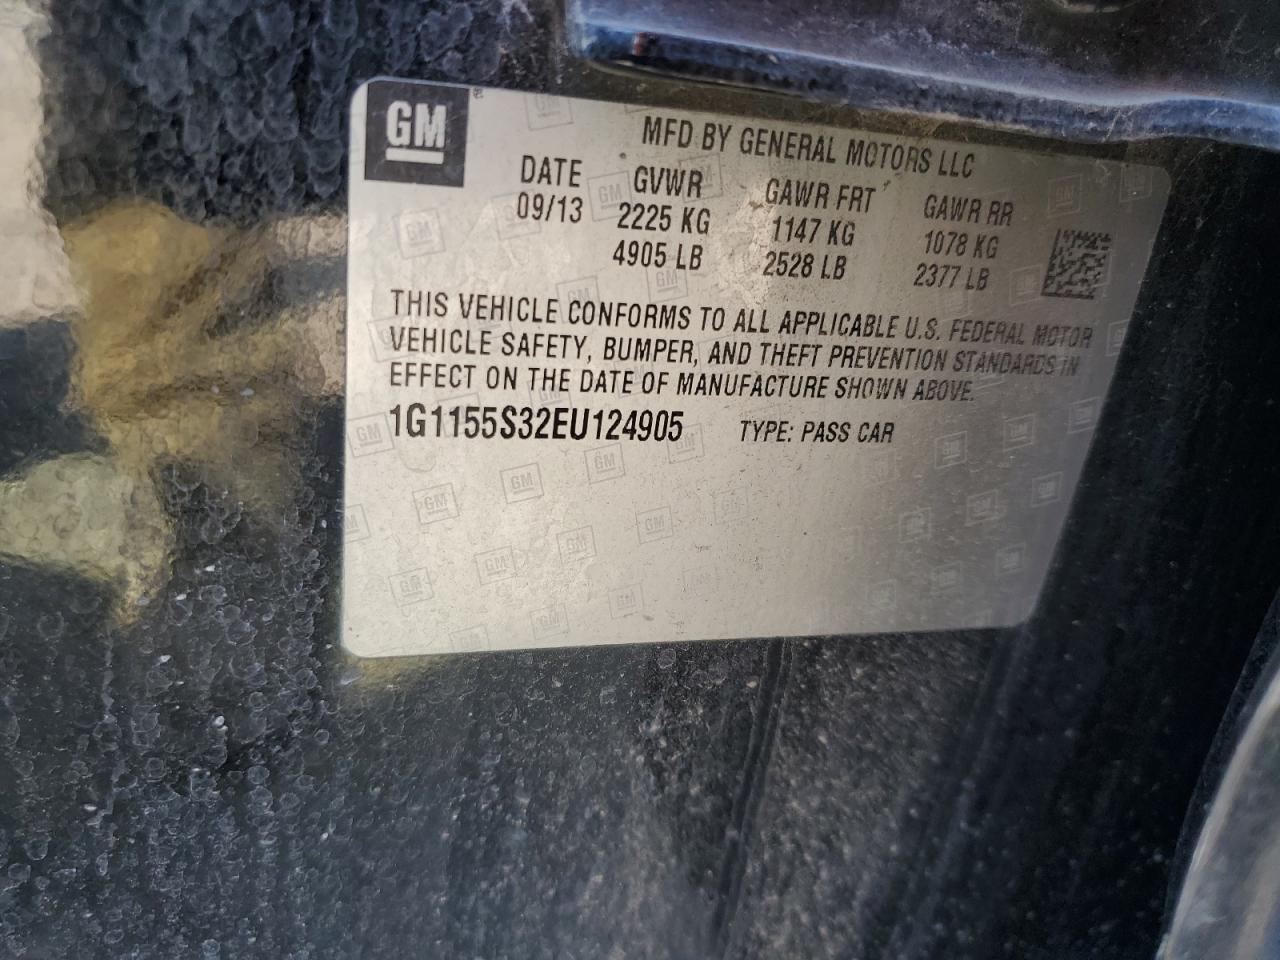 GM
MFD BY GENERAL MOTORS LLC
DATE GVWR GAWR FRT GAWR RR
09/13 2225 KG 1147 KG 1078 KG
4905 LB 2528 LB 2377 LB
THIS VEHICLE CONFORMS TO ALL APPLICABLE U.S. FEDERAL MOTOR
VEHICLE SAFETY, BUMPER, AND THEFT PREVENTION STANDARDS IN
EFFECT ON THE DATE OF MANUFACTURE SHOWN ABOVE.
1G1155S32EU124905 TYPE: PASS CAR